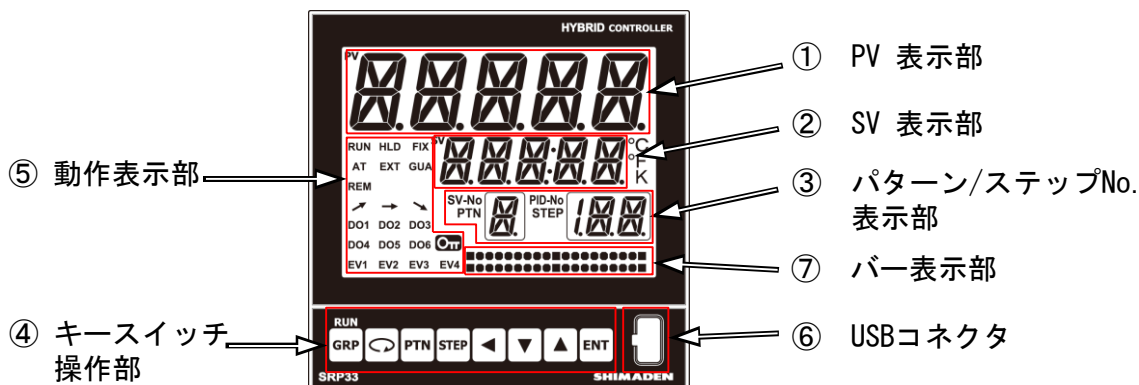 HYBRID CONTROLLER
PV
① PV 表示部
SV
② SV 表示部
RUN HLD FIX
°C
AT EXT GUA
°F
⑤ 動作表示部
K
REM
SV-No
PTN
PID-No
STEP
③ パターン/ステップNo.
表示部
DO1 DO2 DO3
DO4 DO5 DO6
EV1 EV2 EV3 EV4
⑦ バー表示部
RUN
④ キースイッチ
操作部
GRP PTN STEP ENT
⑥ USBコネクタ
SRP33
SHIMADEN